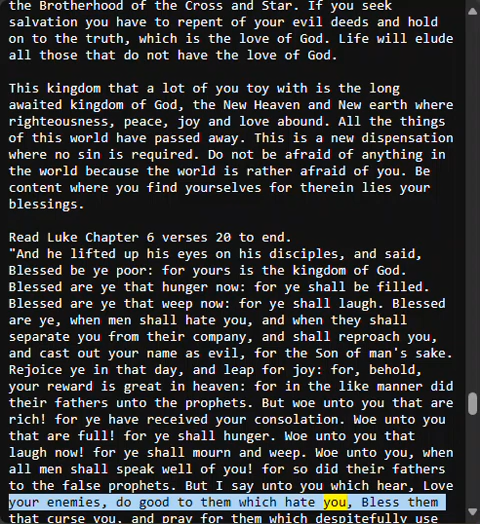 the Brotherhood of the Cross and Star. If you seek
salvation you have to repent of your evil deeds and hold
on to the truth, which is the love of God. Life will elude
all those that do not have the love of God.
This kingdom that a lot of you toy with is the long
awaited kingdom of God, the New Heaven and New earth where
righteousness, peace, joy and love abound. All the things
of this world have passed away. This is a new dispensation
where no sin is required. Do not be afraid of anything in
the world because the world is rather afraid of you. Be
content where you find yourselves for therein lies your
blessings.
Read Luke Chapter 6 verses 20 to end.
"And he lifted up his eyes on his disciples, and said,
Blessed be ye poor: for yours is the kingdom of God.
Blessed are ye that hunger now: for ye shall be filled.
Blessed are ye that weep now: for ye shall laugh. Blessed
are ye, when men shall hate you, and when they shall
separate you from their company, and shall reproach you,
and cast out your name as evil, for the Son of man's sake.
Rejoice ye in that day, and leap for joy: for, behold,
your reward is great in heaven: for in the like manner did
their fathers unto the prophets. But woe unto you that are
rich! for ye have received your consolation. Woe unto you
that are full! for ye shall hunger. Woe unto you that
laugh now! for ye shall mourn and weep. Woe unto you, when
all men shall speak well of you! for so did their fathers
to the false prophets. But I say unto you which hear, Love
your enemies, do good to them which hate you, Bless them
that curse you, and pray for them which despitefully use